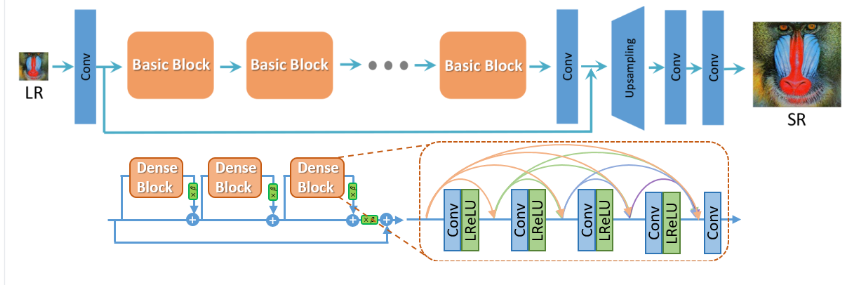 LR
Conv
Basic Block
Basic Block
Basic Block
Conv
Upsampling
Conv
Conv
SR
Dense
Block
× β
Dense
Block
× β
Dense
Block
× β
× β
Conv
LReLU
Conv
LReLU
Conv
LReLU
Conv
LReLU
Conv